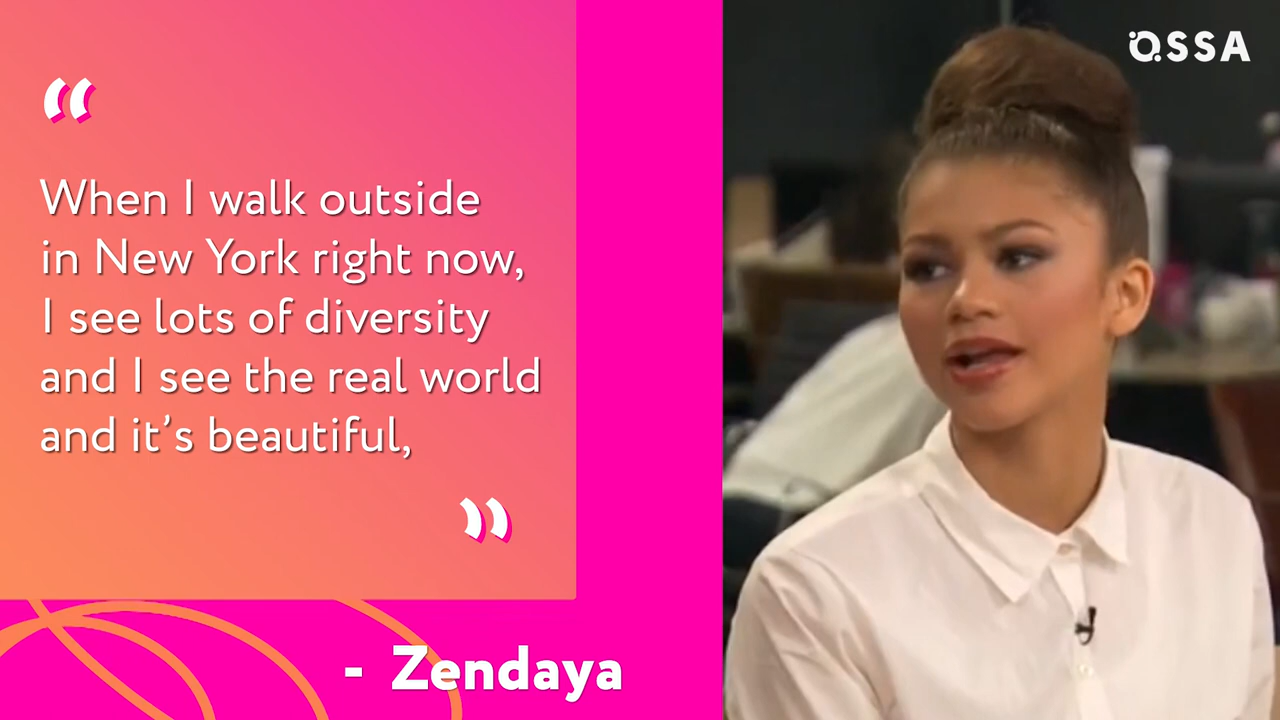 OSSA
“
When I walk outside
in New York right now,
I see lots of diversity
and I see the real world
and it’s beautiful,
”
- Zendaya